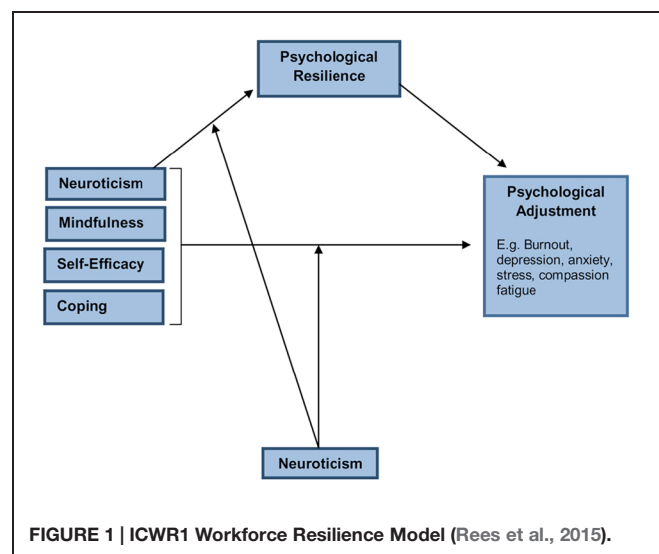 Psychological
Resilience
Neuroticism
Mindfulness
Self-Efficacy
Coping
Psychological
Adjustment
E.g. Burnout,
depression, anxiety,
stress, compassion
fatigue
Neuroticism
FIGURE 1 | ICWR1 Workforce Resilience Model (Rees et al., 2015).